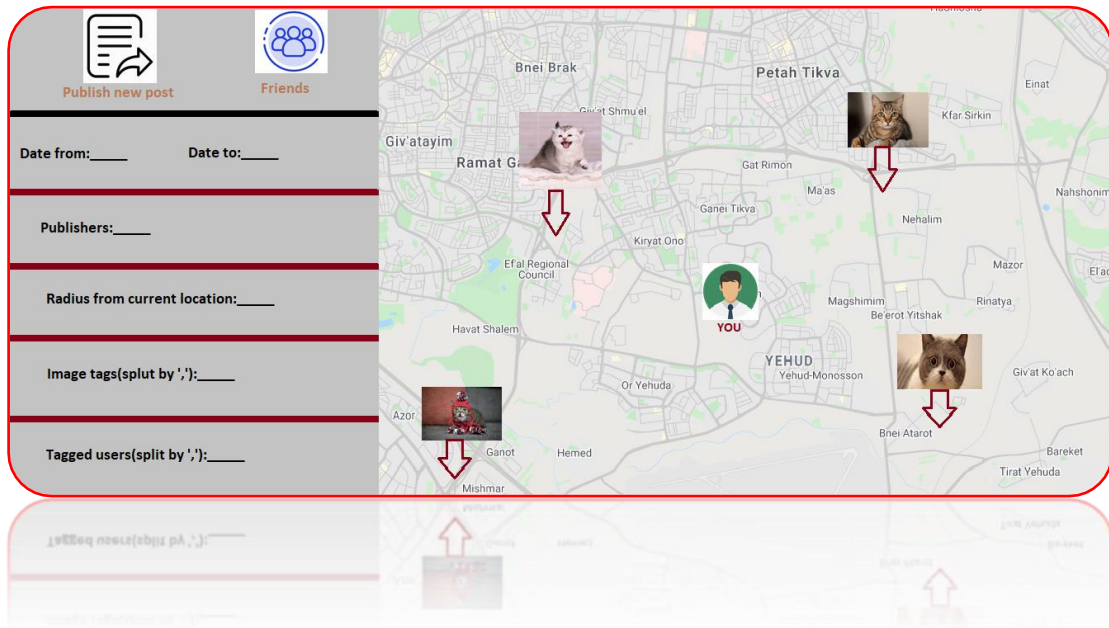 Publish new post
Friends
Date from:_____ Date to:_____
Publishers:_____
Radius from current location:_____
Image tags(splut by ','):_____
Tagged users(split by ','):_____
Bnei Brak
Petah Tikva
Einat
Giv'at Shmu'el
Kfar Sirkin
Giv'atayim
Ramat G
Gat Rimon
Ma'as
Nahshonim
Ganei Tikva
Nehalim
Kiryat Ono
Ef'al Regional
Council
Mazor
El'ad
Magshimim
Rinatya
Be'erot Yitshak
YOU
Havat Shalem
YEHUD
Yehud-Monosson
Giv'at Ko'ach
Or Yehuda
Azor
Bnei Atarot
Ganot
Hemed
Bareket
Tirat Yehuda
Mishmar